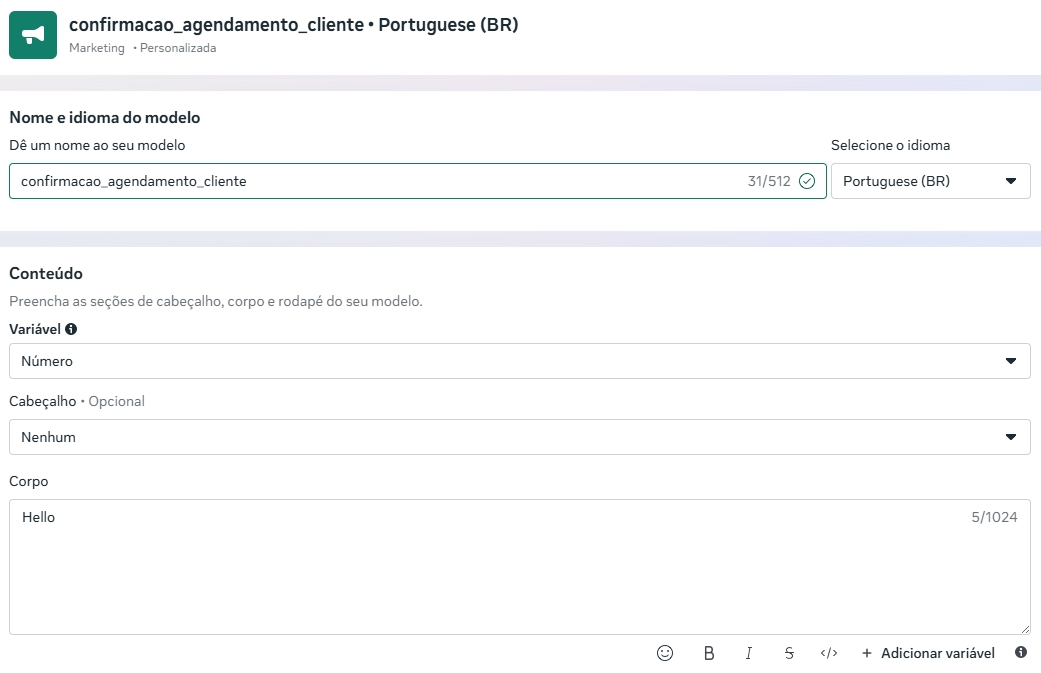 confirmacao_agendamento_cliente • Portuguese (BR)
Marketing • Personalizada
Nome e idioma do modelo
Dê um nome ao seu modelo
Selecione o idioma
confirmacao_agendamento_cliente 31/512
Portuguese (BR)
Conteúdo
Preencha as seções de cabeçalho, corpo e rodapé do seu modelo.
Variável
Número
Cabeçalho • Opcional
Nenhum
Corpo
Hello 5/1024
B I S </> + Adicionar variável